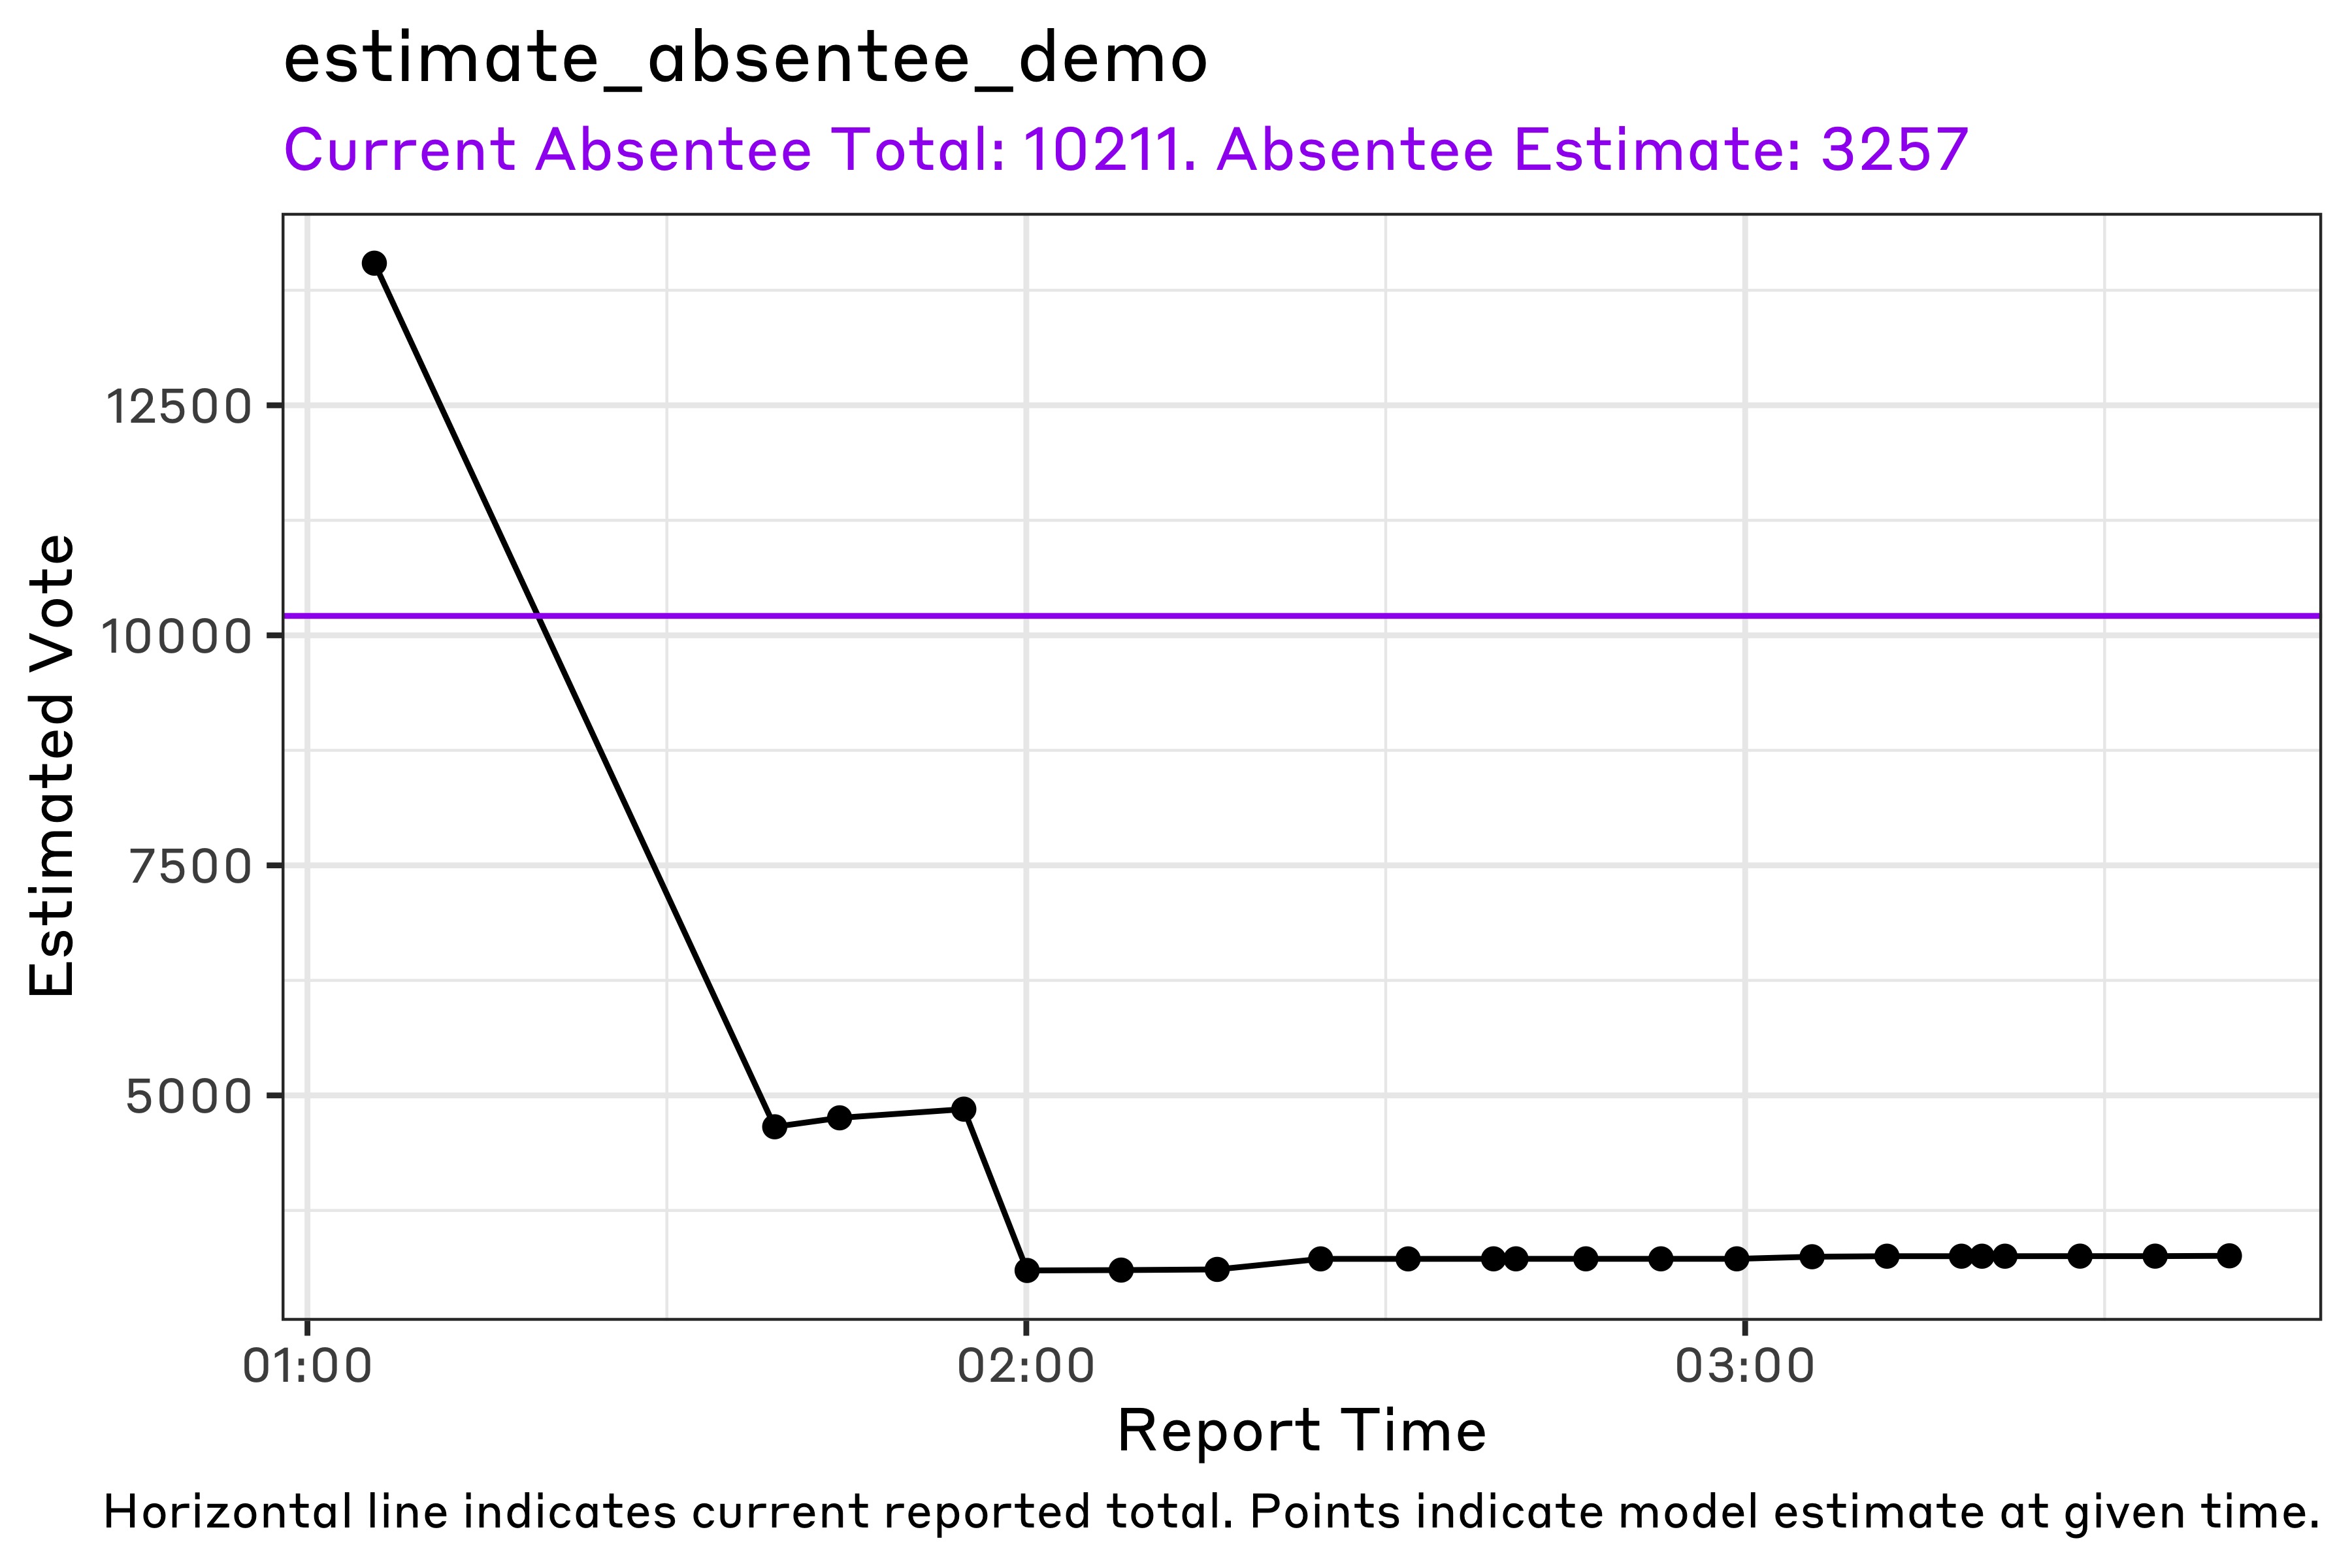 estimate_absentee_demo
Current Absentee Total: 10211. Absentee Estimate: 3257
Estimated Vote
12500
10000
7500
5000
01:00 02:00 03:00
Report Time
Horizontal line indicates current reported total. Points indicate model estimate at given time.